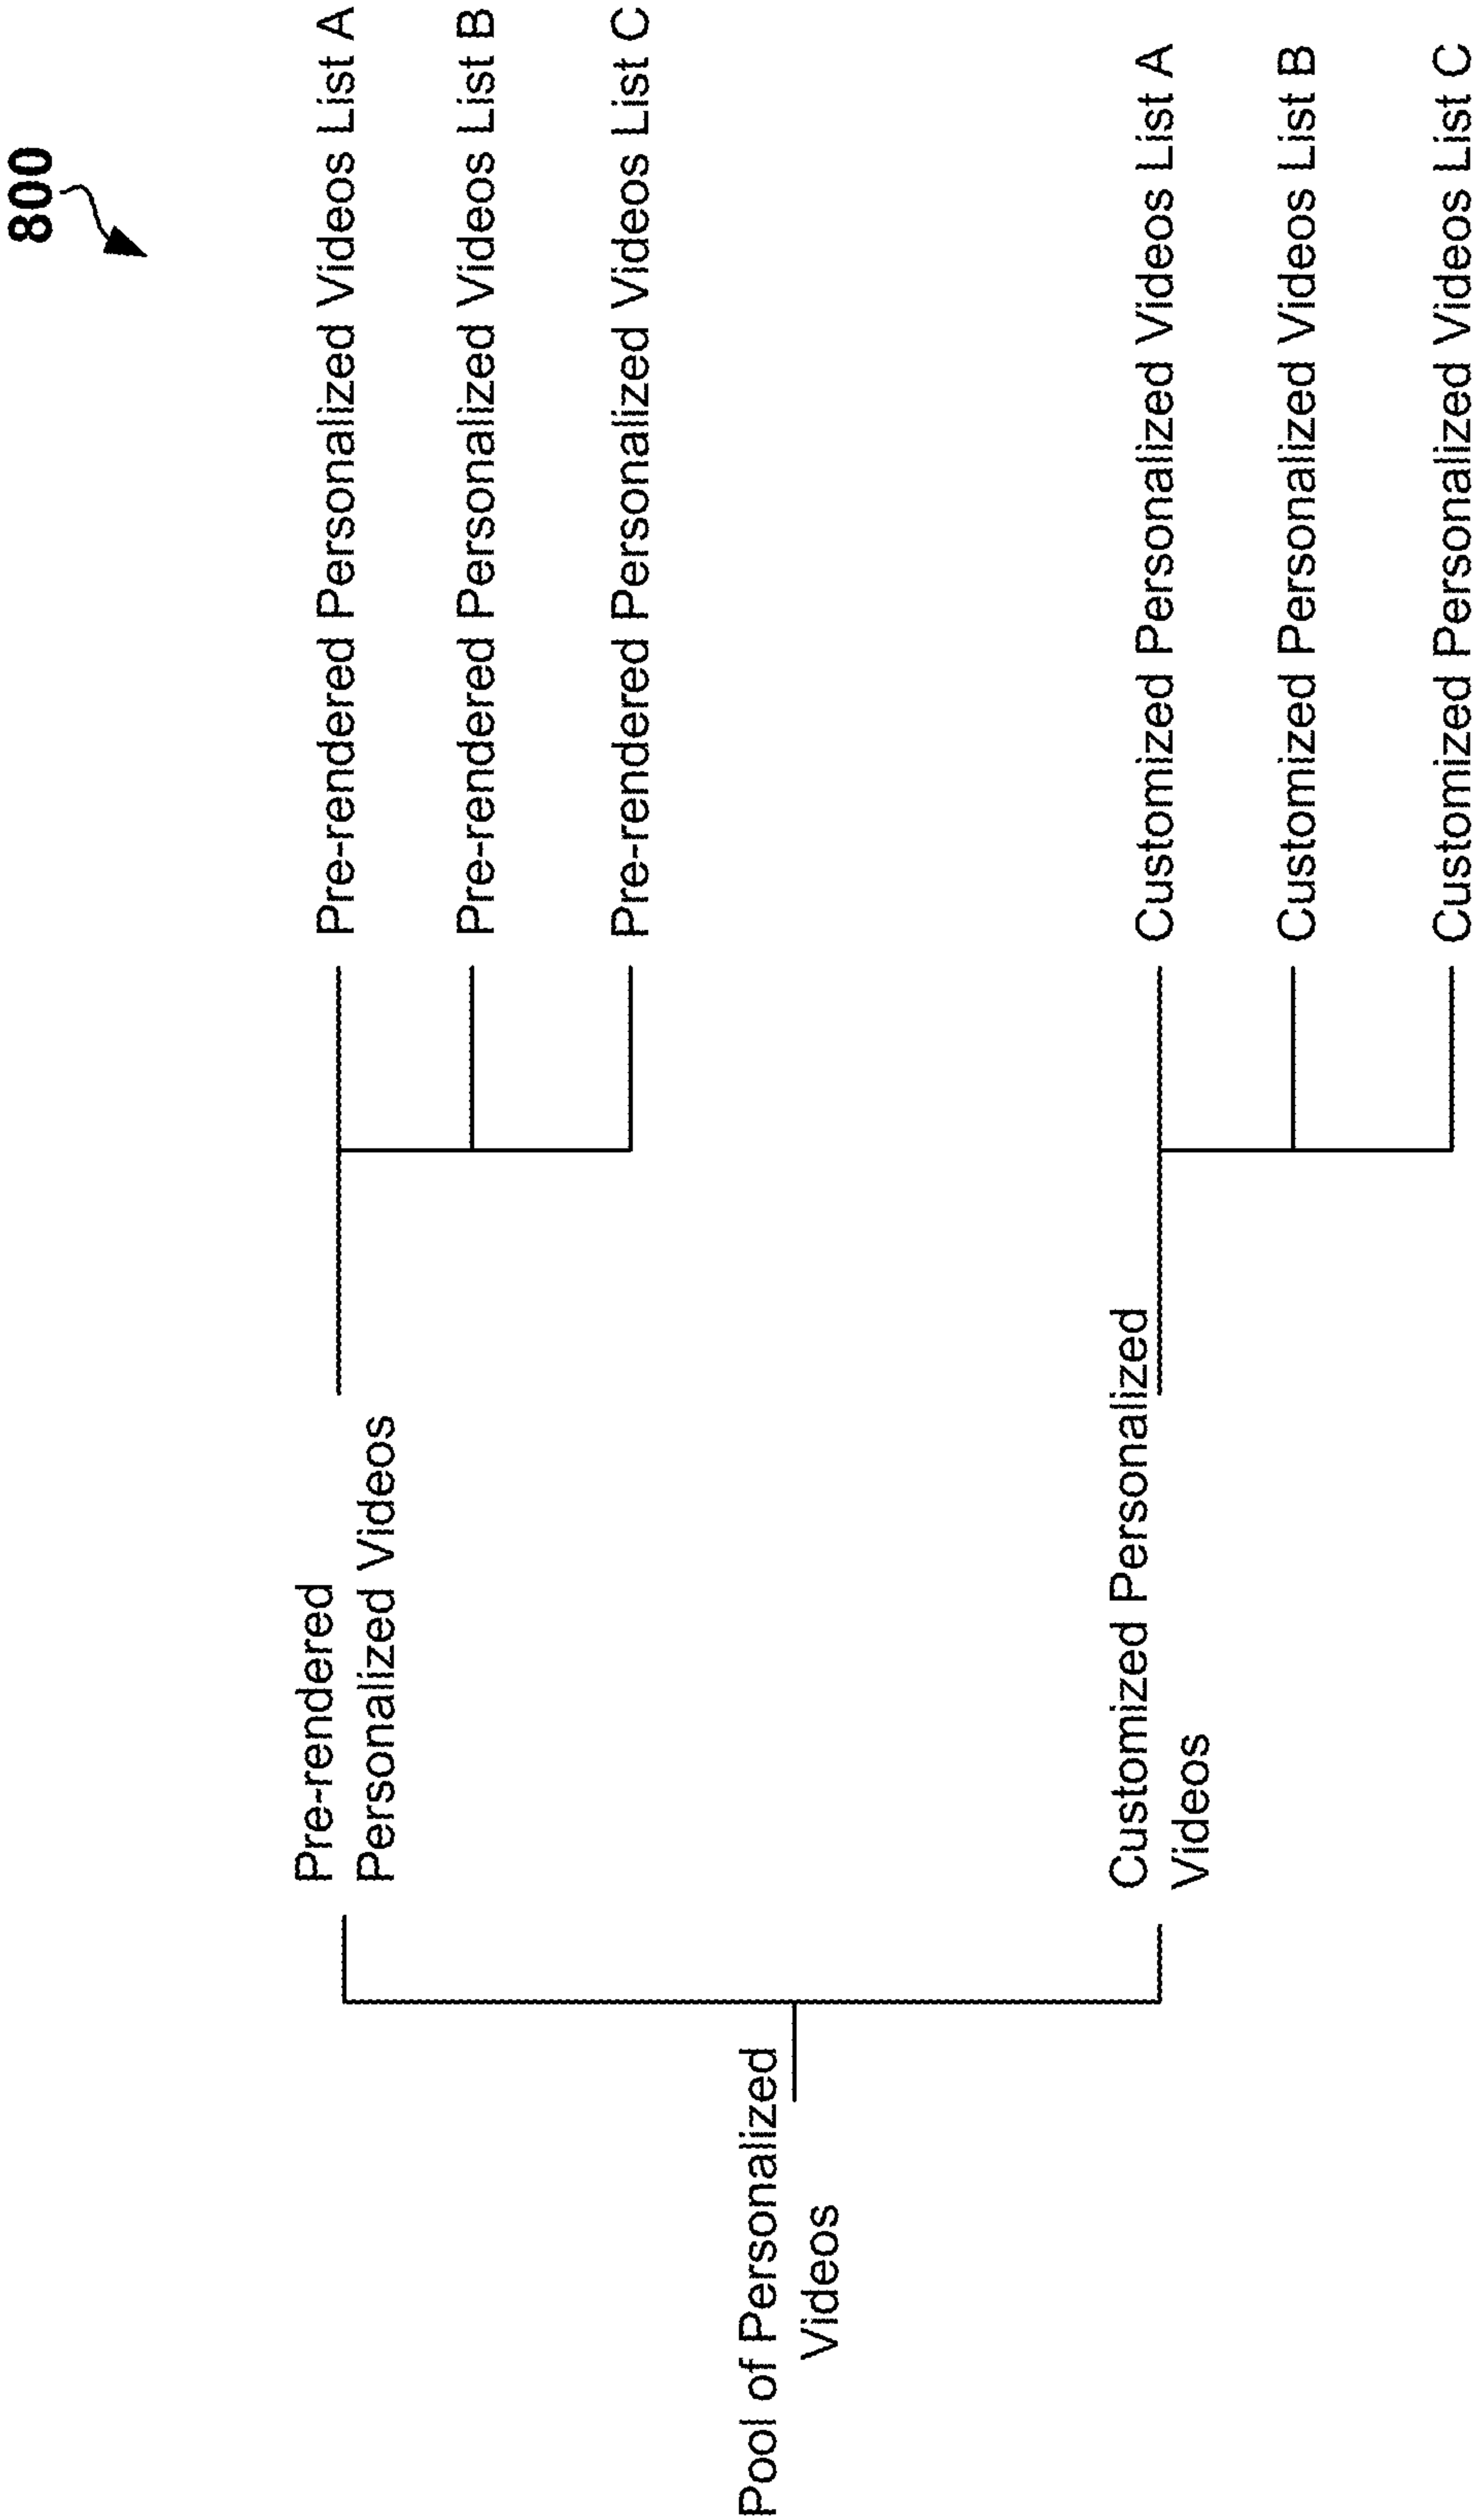 800
Pool of Personalized
Videos
Pre-rendered
Personalized Videos
Pre-rendered Personalized Videos List A
Pre-rendered Personalized Videos List B
Pre-rendered Personalized Videos List C
Customized Personalized
Videos
Customized Personalized Videos List A
Customized Personalized Videos List B
Customized Personalized Videos List C